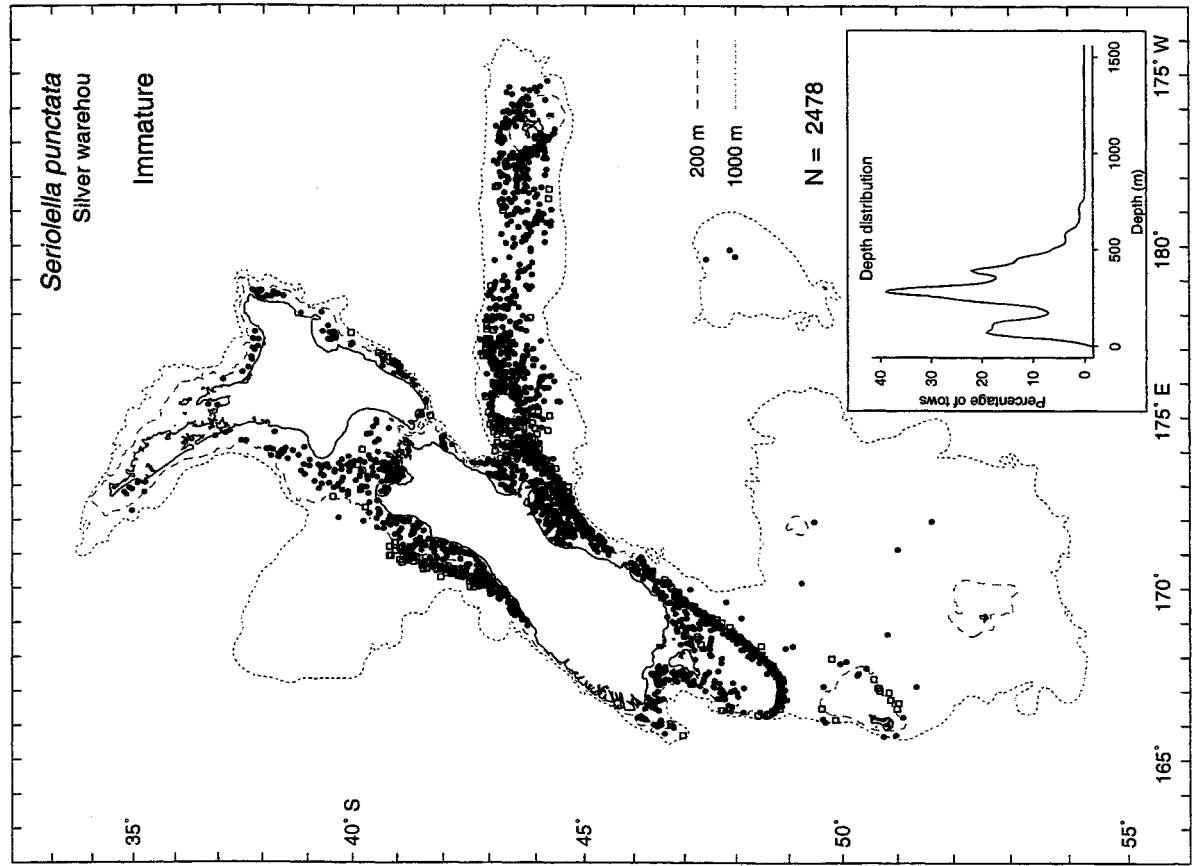 Seriolella punctata
Silver warehou
Immature
35°
40° S
45°
50°
55°
165°
170°
175° E
180°
175° W
200 m
1000 m
N = 2478
Depth distribution
Percentage of tows
40
30
20
10
0
0
500
1000
1500
Depth (m)